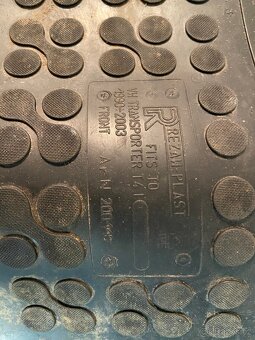 REZAW PLAST
FITS TO
VW TRANSPORTER T4
1990-2003
FRONT